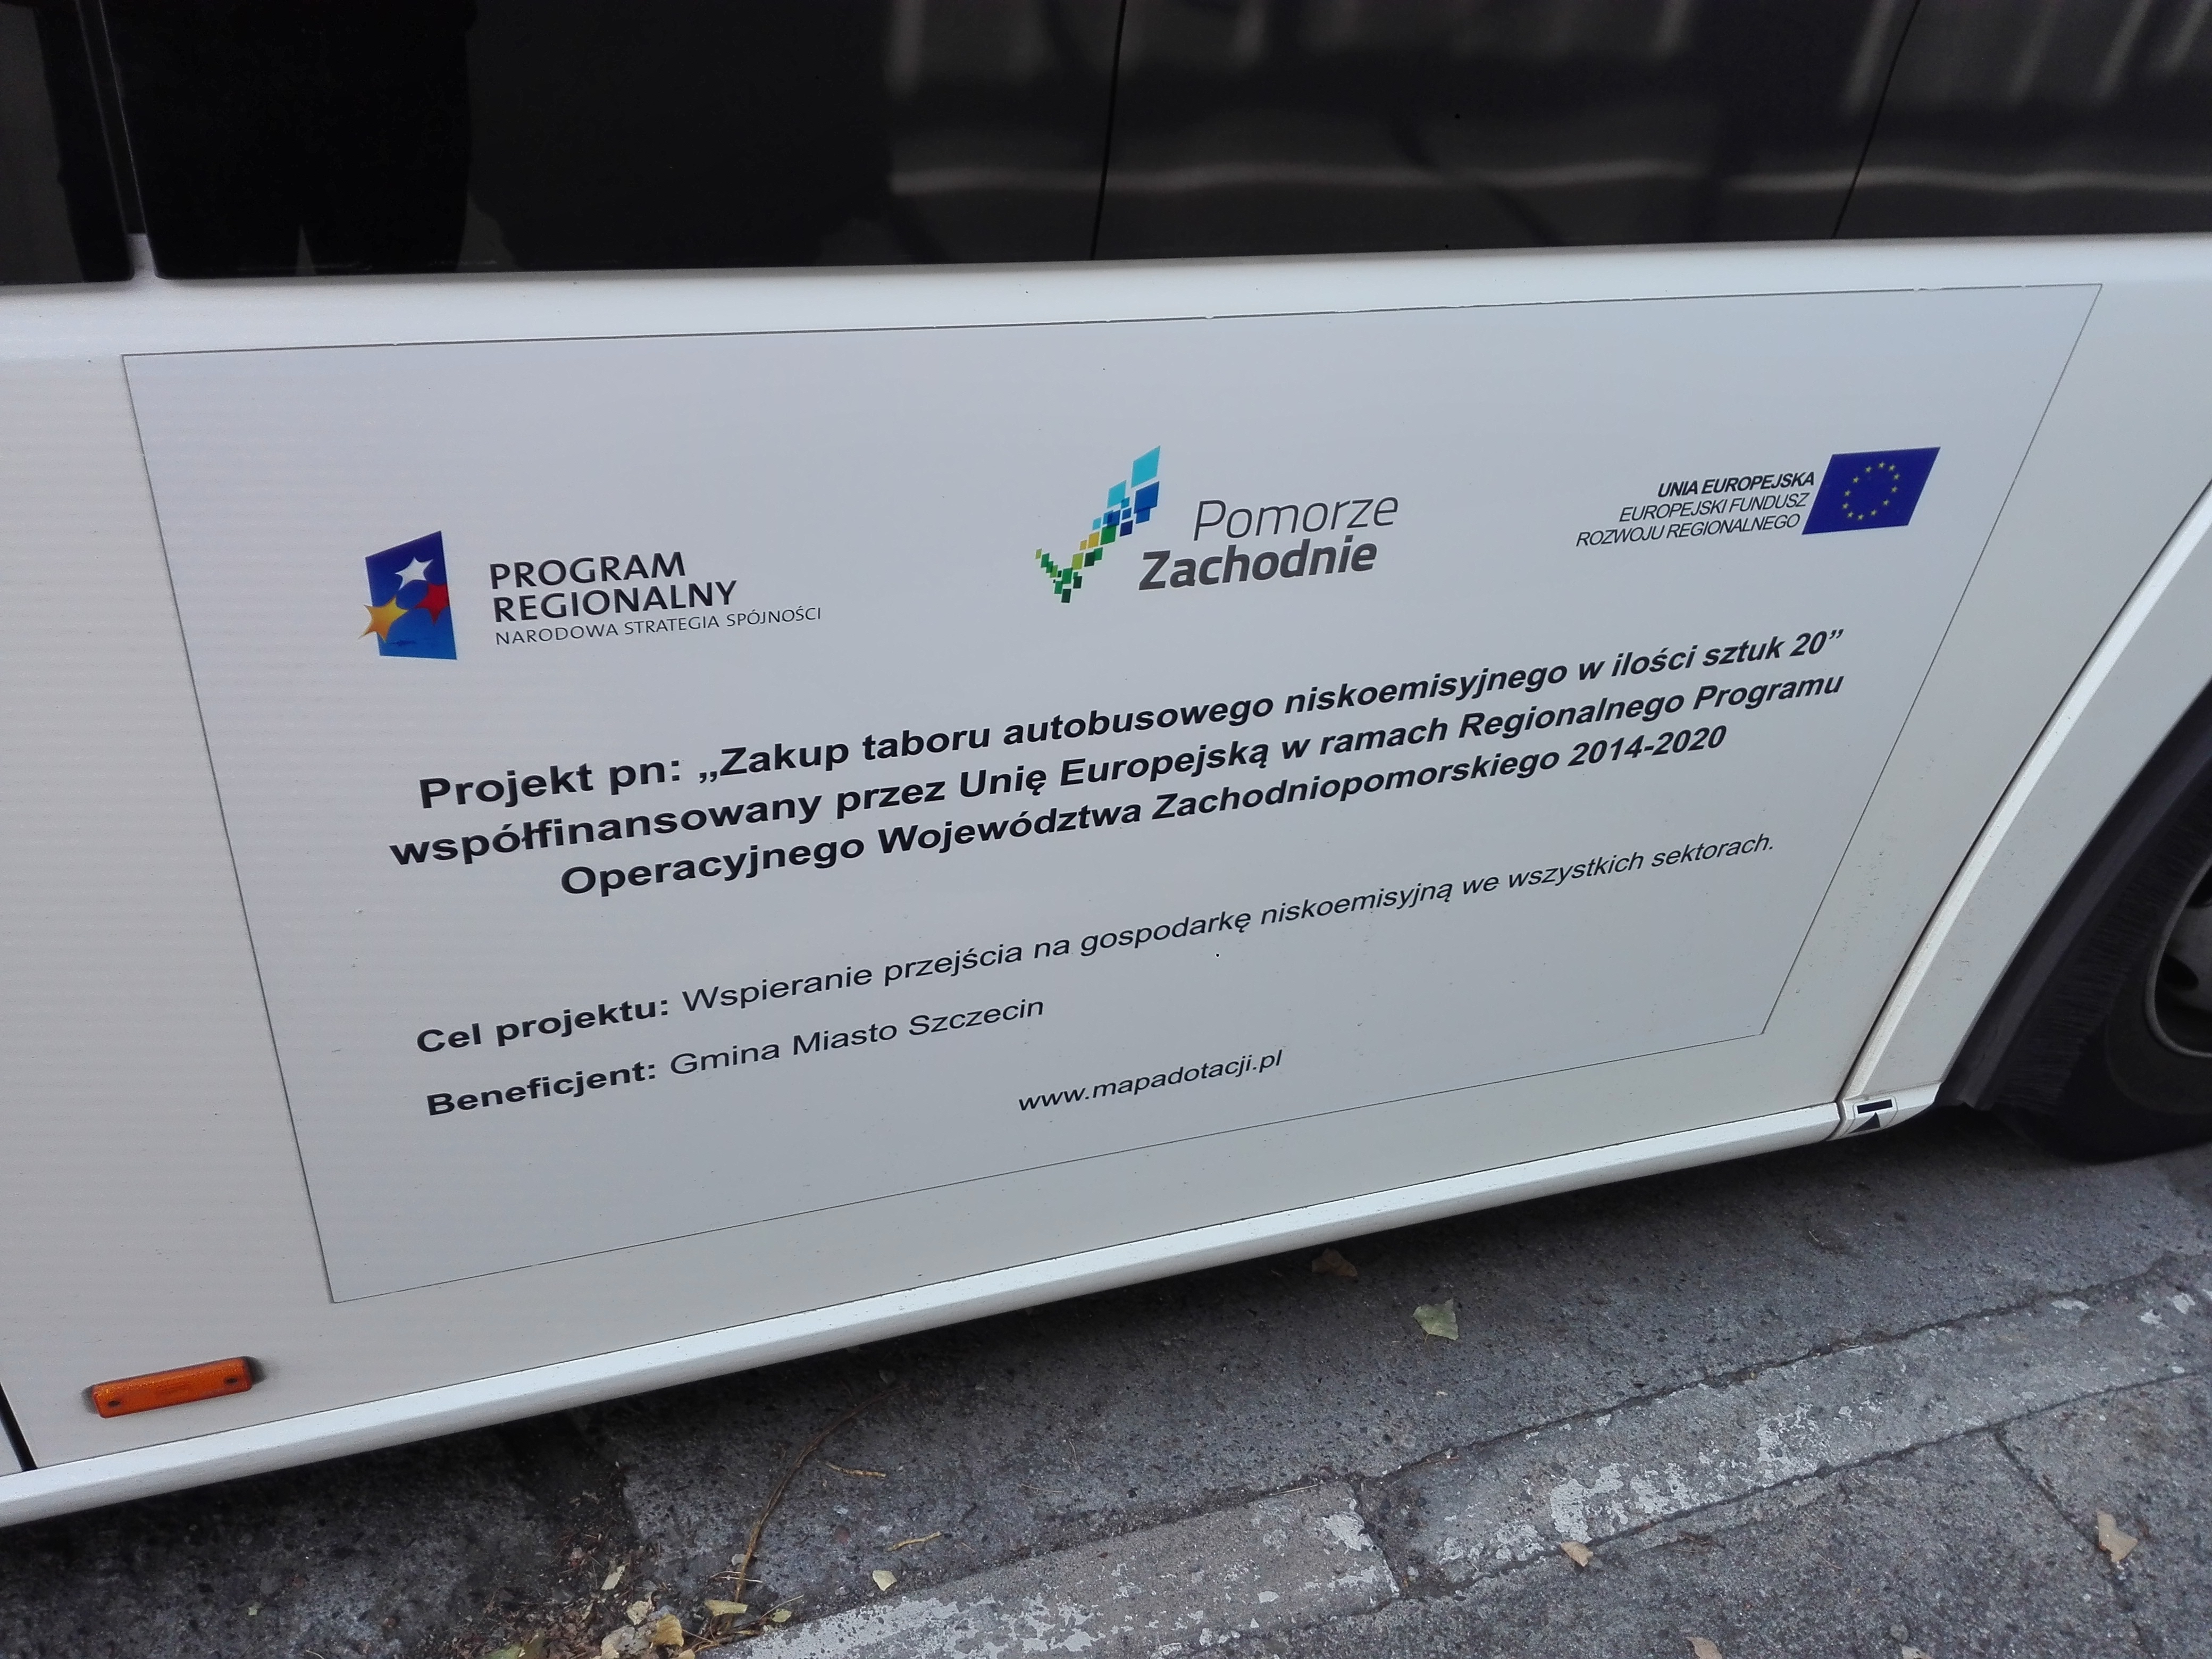 PROGRAM
REGIONALNY
NARODOWA STRATEGIA SPÓJNOŚCI
Pomorze
Zachodnie
UNIA EUROPEJSKA
EUROPEJSKI FUNDUSZ
ROZWOJU REGIONALNEGO
Projekt pn: „Zakup taboru autobusowego niskoemisyjnego w ilości sztuk 20”
współfinansowany przez Unię Europejską w ramach Regionalnego Programu
Operacyjnego Województwa Zachodniopomorskiego 2014-2020
Cel projektu: Wspieranie przejścia na gospodarkę niskoemisyjną we wszystkich sektorach.
Beneficjent: Gmina Miasto Szczecin
www.mapadotacji.pl